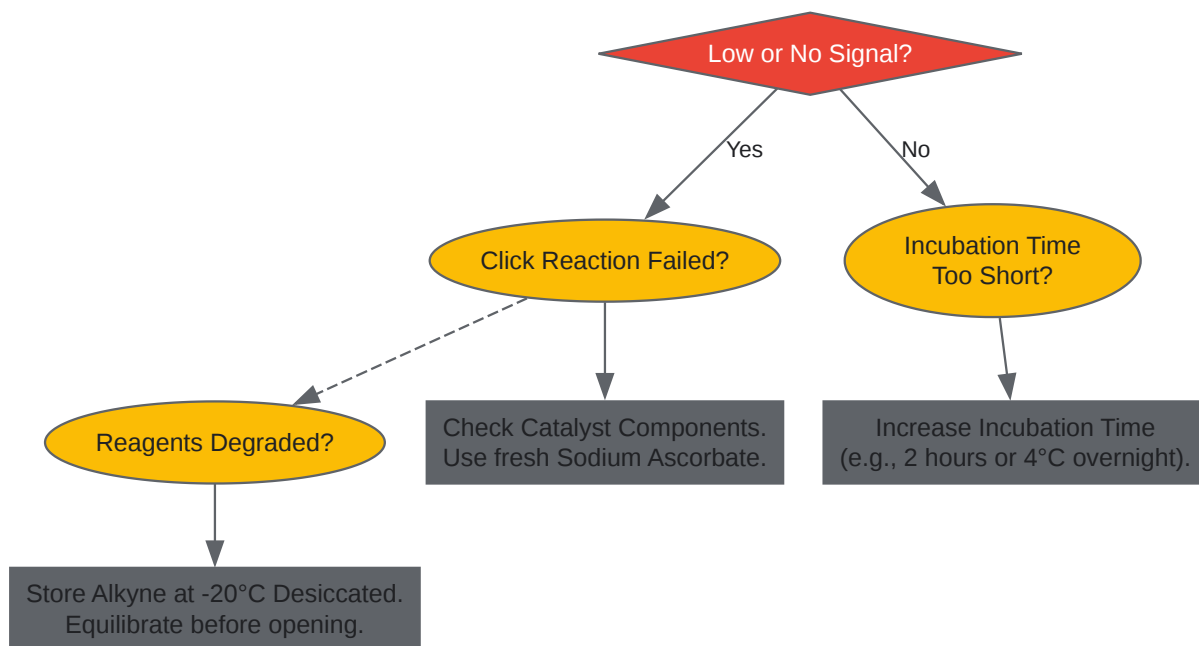 Low or No Signal?
Yes
No
Click Reaction Failed?
Incubation Time
Too Short?
Reagents Degraded?
Check Catalyst Components.
Use fresh Sodium Ascorbate.
Increase Incubation Time
(e.g., 2 hours or 4°C overnight).
Store Alkyne at -20°C Desiccated.
Equilibrate before opening.